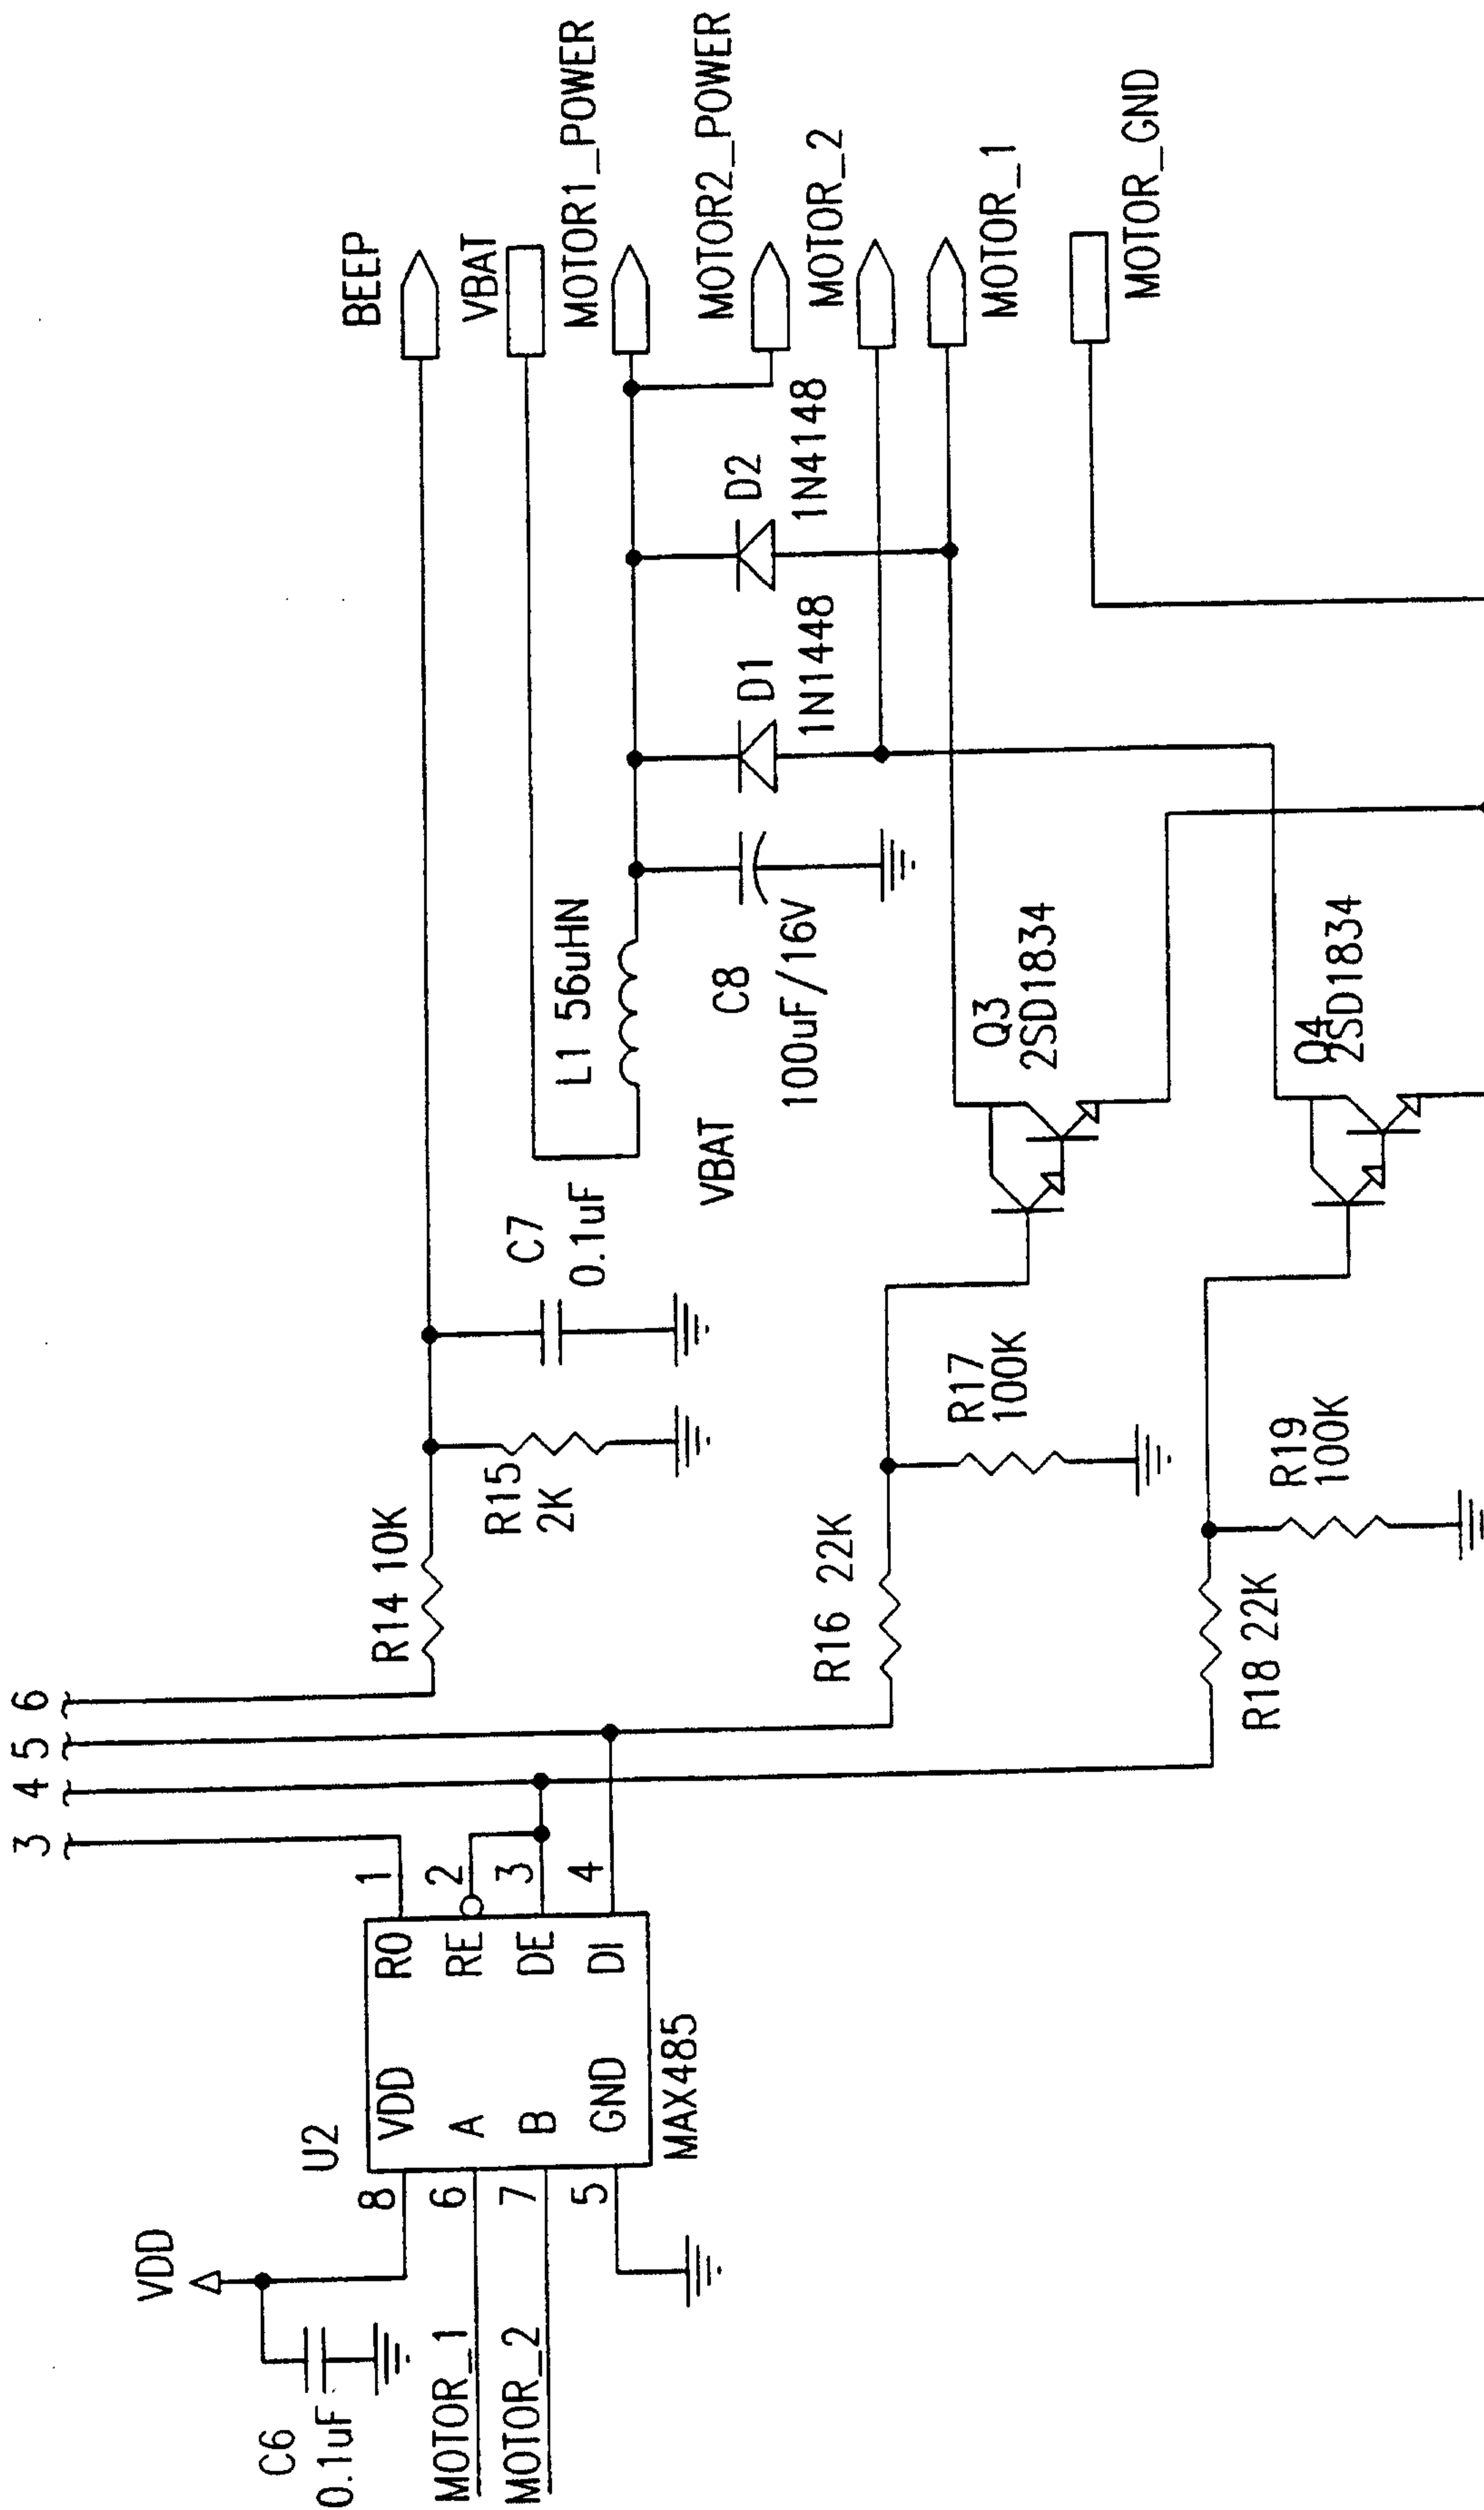 BEEP
VBAT
MOTOR1_POWER
MOTOR2_POWER
MOTOR_2
MOTOR_1
MOTOR_GND
D2
1N4148
D1
1N1448
L1 56uHN
C8
100uF/16V
Q3
2SD1834
Q4
2SD1834
VBAT
C7
0.1uF
R17
100K
R19
100K
R14 10K
R15
2K
R16 22K
R18 22K
6
5
4
3
1
2
3
4
RO
RE
DE
DI
VDD
A
B
GND
U2
MAX485
8
6
7
5
VDD
C6
0.1uF
MOTOR_1
MOTOR_2